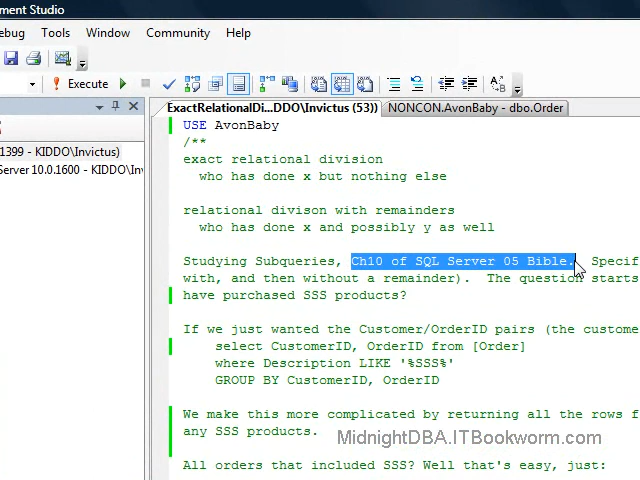 ment Studio
ebug Tools Window Community Help
Execute
ExactRelationalDi...DDO\Invictus (53)) NONCON.AvonBaby - dbo.Order
1399 - KIDDO\Invictus)
Server 10.0.1600 - KIDDO\Inv
USE AvonBaby
/**
exact relational division
who has done x but nothing else
relational divison with remainders
who has done x and possibly y as well
Studying Subqueries, Ch10 of SQL Server 05 Bible. Specif
with, and then without a remainder). The question starts
have purchased SSS products?
If we just wanted the Customer/OrderID pairs (the custome
select CustomerID, OrderID from [Order]
where Description LIKE '%SSS%'
GROUP BY CustomerID, OrderID
We make this more complicated by returning all the rows f
any SSS products.
MidnightDBA.ITBookworm.com
All orders that included SSS? Well that's easy, just: